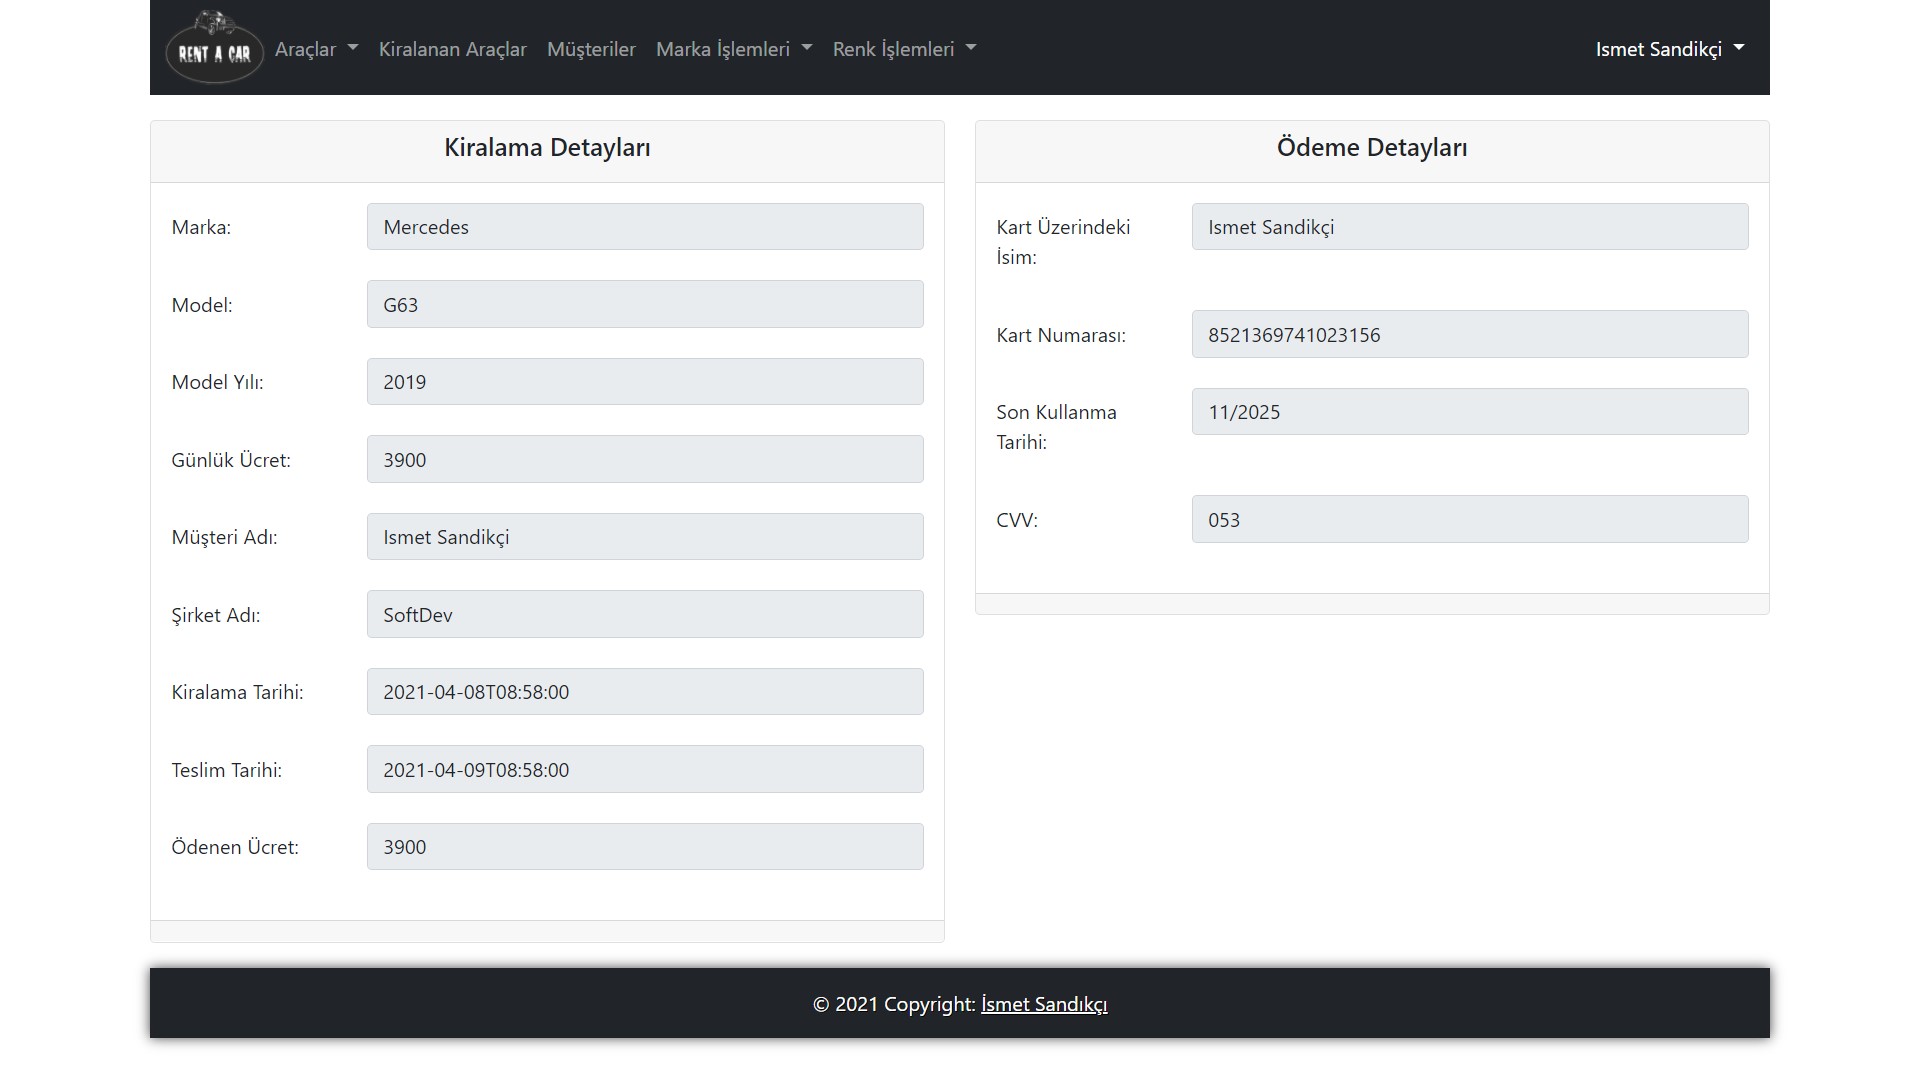 RENT A CAR
Araçlar
Kiralanan Araçlar
Müşteriler
Marka İşlemleri
Renk İşlemleri
Ismet Sandikçi
Kiralama Detayları
Marka:
Mercedes
Model:
G63
Model Yılı:
2019
Günlük Ücret:
3900
Müşteri Adı:
Ismet Sandikçi
Şirket Adı:
SoftDev
Kiralama Tarihi:
2021-04-08T08:58:00
Teslim Tarihi:
2021-04-09T08:58:00
Ödenen Ücret:
3900
Ödeme Detayları
Kart Üzerindeki
İsim:
Ismet Sandikçi
Kart Numarası:
8521369741023156
Son Kullanma
Tarihi:
11/2025
CVV:
053
© 2021 Copyright: İsmet Sandıkçı